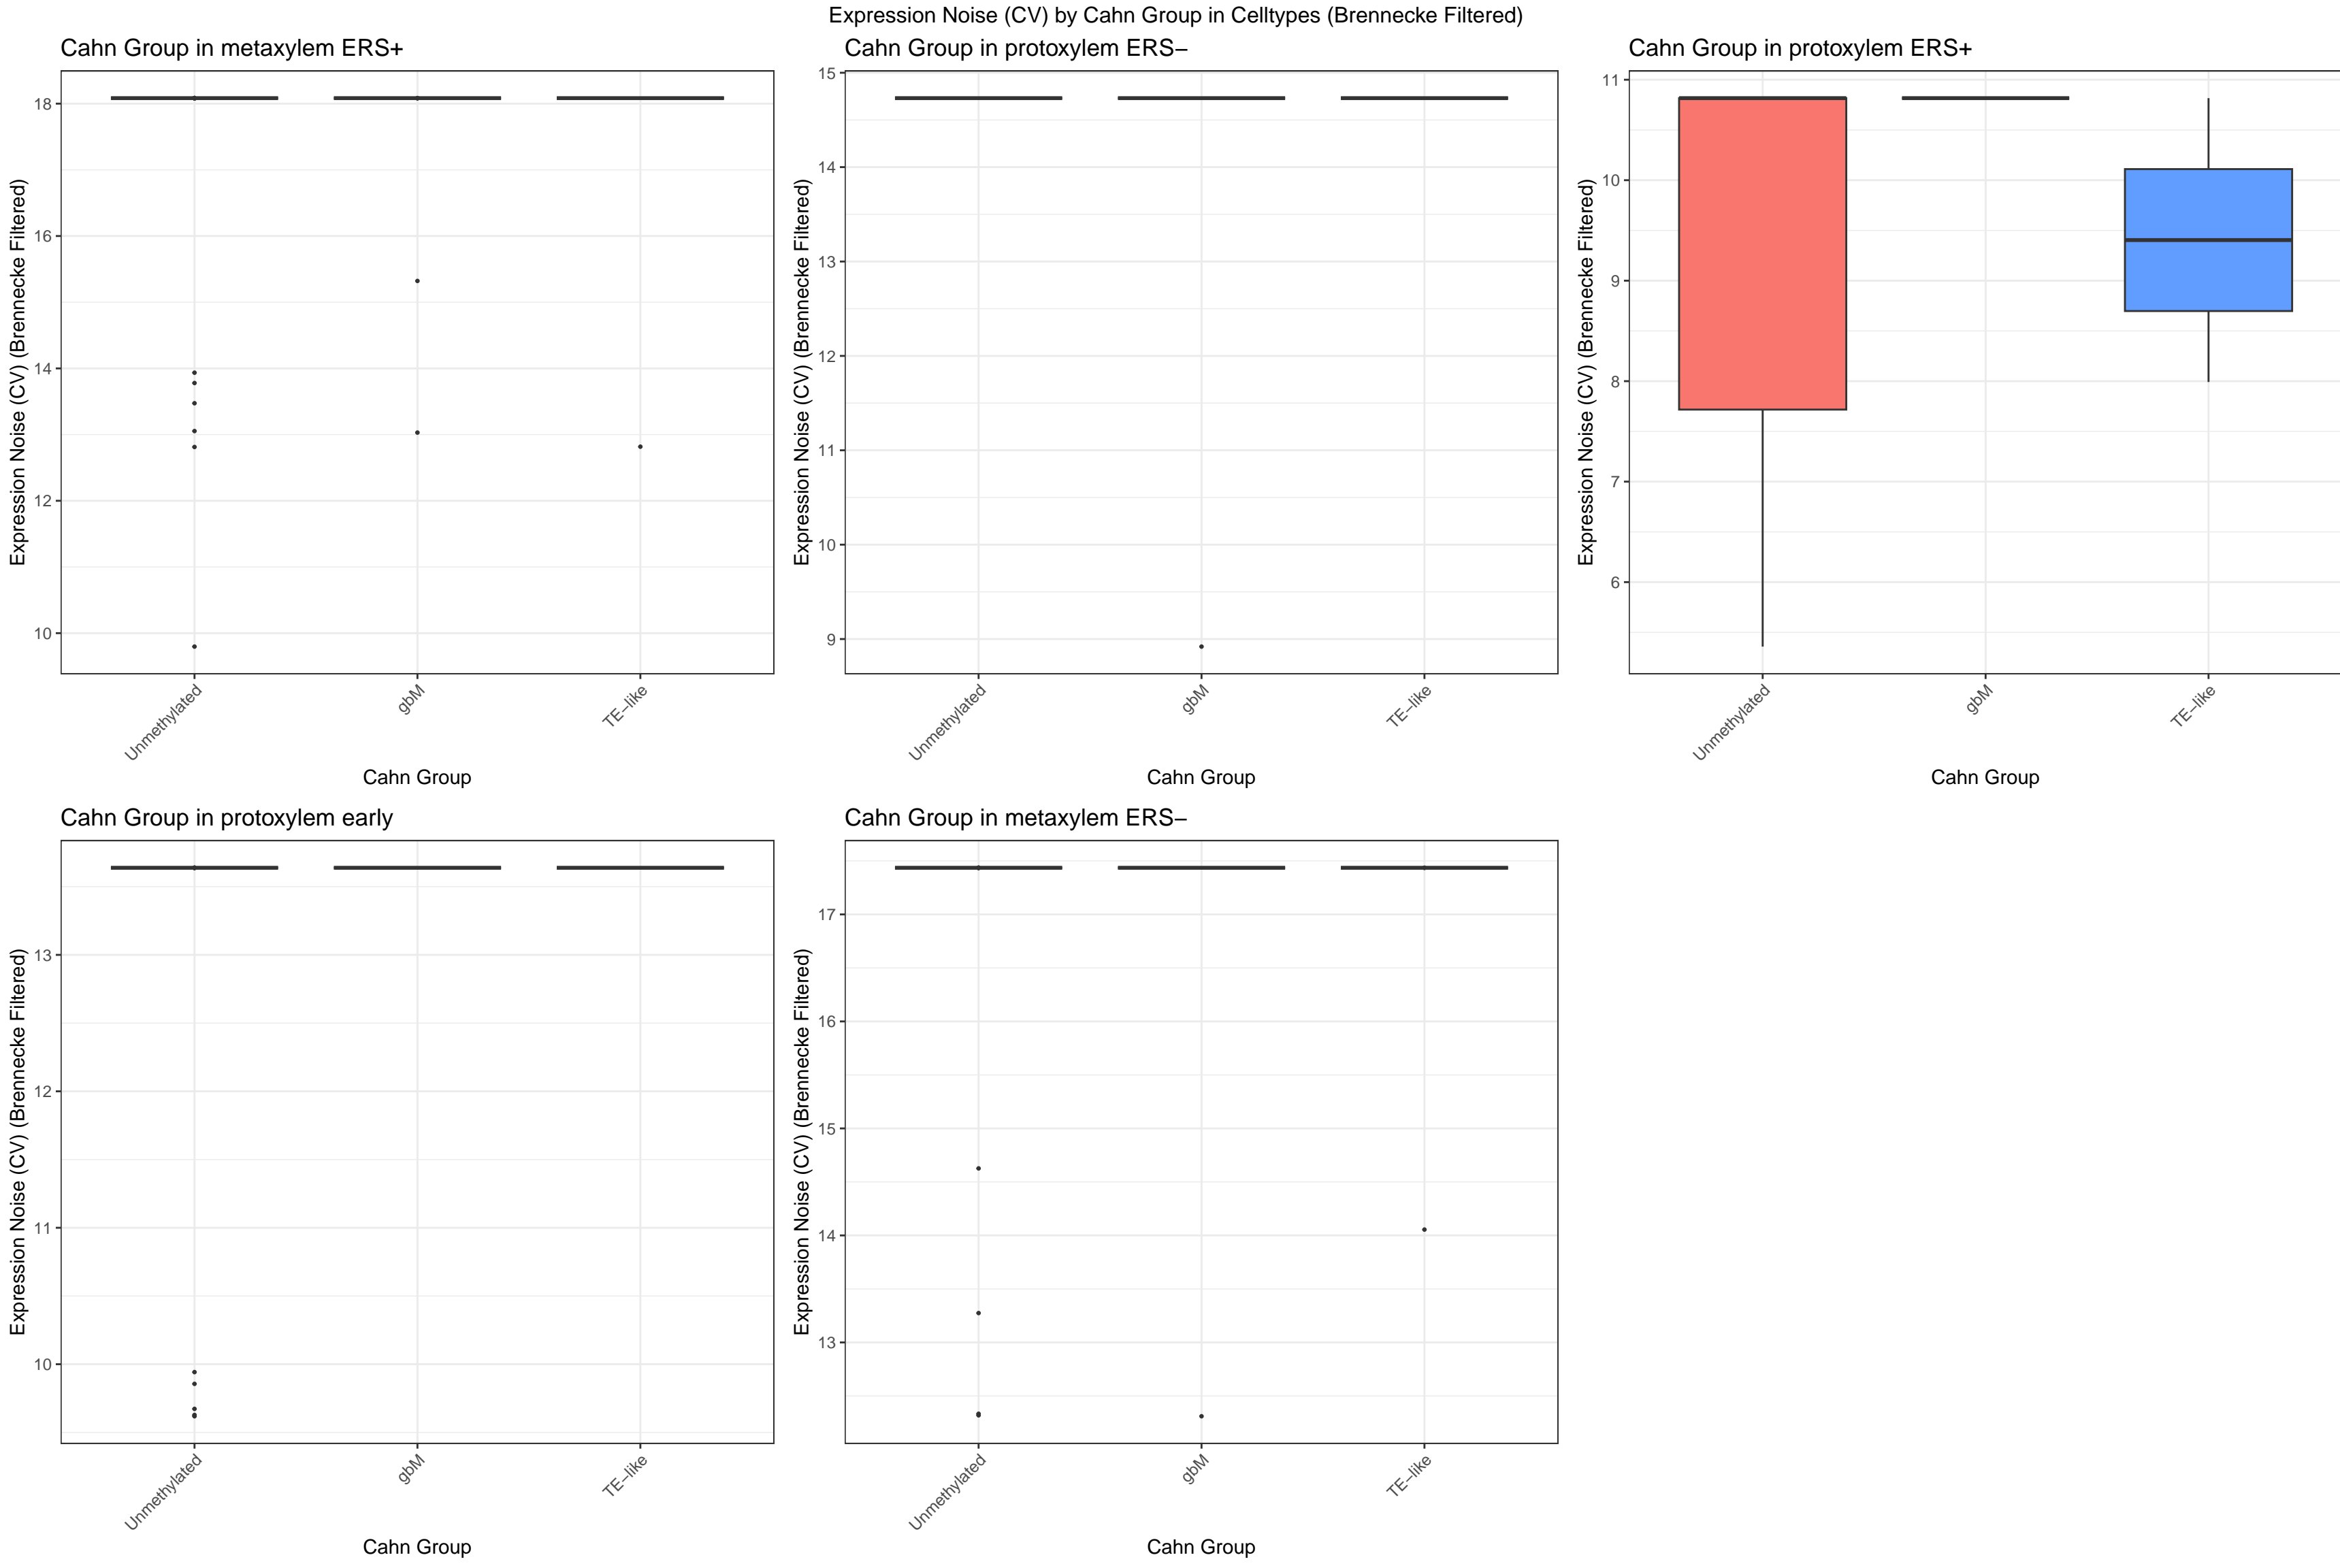 Expression Noise (CV) by Cahn Group in Celltypes (Brennecke Filtered)
Cahn Group in metaxylem ERS+
Expression Noise (CV) (Brennecke Filtered)
18
16
14
12
10
Unmethylated
gbM
TE−like
Cahn Group
Cahn Group in protoxylem ERS−
Expression Noise (CV) (Brennecke Filtered)
15
14
13
12
11
10
9
Unmethylated
gbM
TE−like
Cahn Group
Cahn Group in protoxylem ERS+
Expression Noise (CV) (Brennecke Filtered)
11
10
9
8
7
6
Unmethylated
gbM
TE−like
Cahn Group
Cahn Group in protoxylem early
Expression Noise (CV) (Brennecke Filtered)
13
12
11
10
Unmethylated
gbM
TE−like
Cahn Group
Cahn Group in metaxylem ERS−
Expression Noise (CV) (Brennecke Filtered)
17
16
15
14
13
Unmethylated
gbM
TE−like
Cahn Group